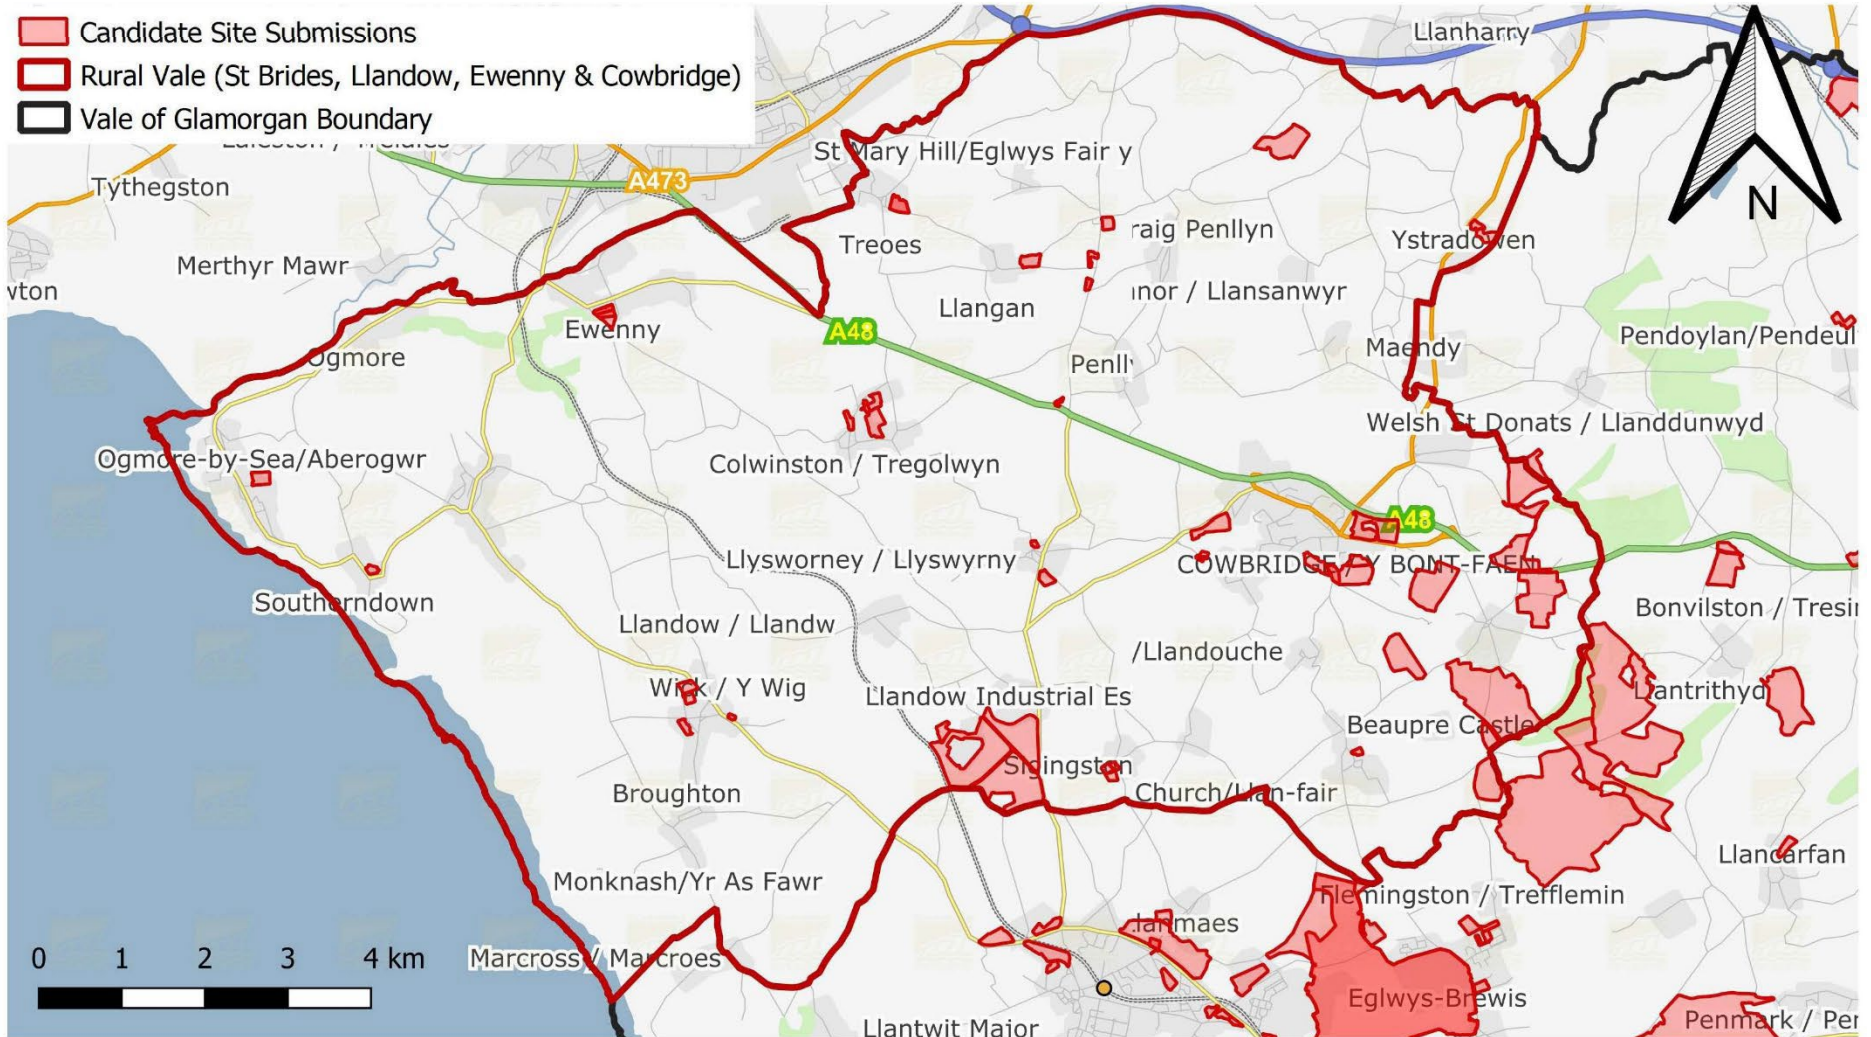 Candidate Site Submissions
Rural Vale (St Brides, Llandow, Ewenny & Cowbridge)
Vale of Glamorgan Boundary
Llanharry
N
St Mary Hill/Eglwys Fair y
Tythegston
A473
raig Penllyn
Ystradowen
Treoes
Merthyr Mawr
wton
nor / Llansanwyr
Llangan
Ewenny
A48
Pendoylan/Pendeul
Maendy
Ogmore
Penll
Welsh St Donats / Llanddunwyd
Ogmore-by-Sea/Aberogwr
Colwinston / Tregolwyn
A48
Llysworney / Llyswyrny
COWBRIDGE / Y BONT-FAEN
Southerndown
Bonvilston / Tresin
Llandow / Llandw
/Llandouche
Wick / Y Wig
Llandow Industrial Es
Llantrithyd
Beaupre Castle
Sigingston
Broughton
Church/Llan-fair
Llancarfan
Monknash/Yr As Fawr
Flemingston / Trefflemin
lanmaes
Marcross / Marcroes
0 1 2 3 4 km
Eglwys-Brewis
Llantwit Major
Penmark / Per